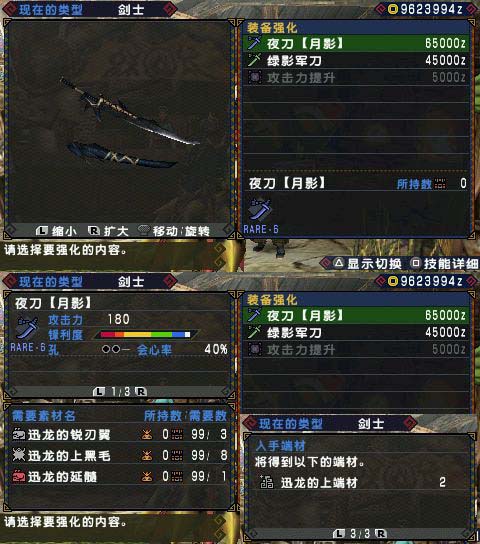 现在的类型 剑士
9623994z
装备强化
夜刀【月影】 65000z
绿影军刀 45000z
攻击力提升 5000z
夜刀【月影】 所持数 0
RARE-6
L 缩小 R 扩大 移动/旋转
请选择要强化的内容。
△显示切换 □技能详细
现在的类型 剑士
9623994z
夜刀【月影】
攻击力 180
锋利度
RARE-6 孔 ○○― 会心率 40%
L 1/3 R
装备强化
夜刀【月影】 65000z
绿影军刀 45000z
攻击力提升 5000z
需要素材名 所持数/需要数
迅龙的锐刃翼 0 99/ 3
迅龙的上黑毛 0 99/ 8
迅龙的延髓 0 99/ 1
请选择要强化的内容。
现在的类型 剑士
入手端材
将得到以下的端材。
迅龙的上端材 2
L 3/3 R